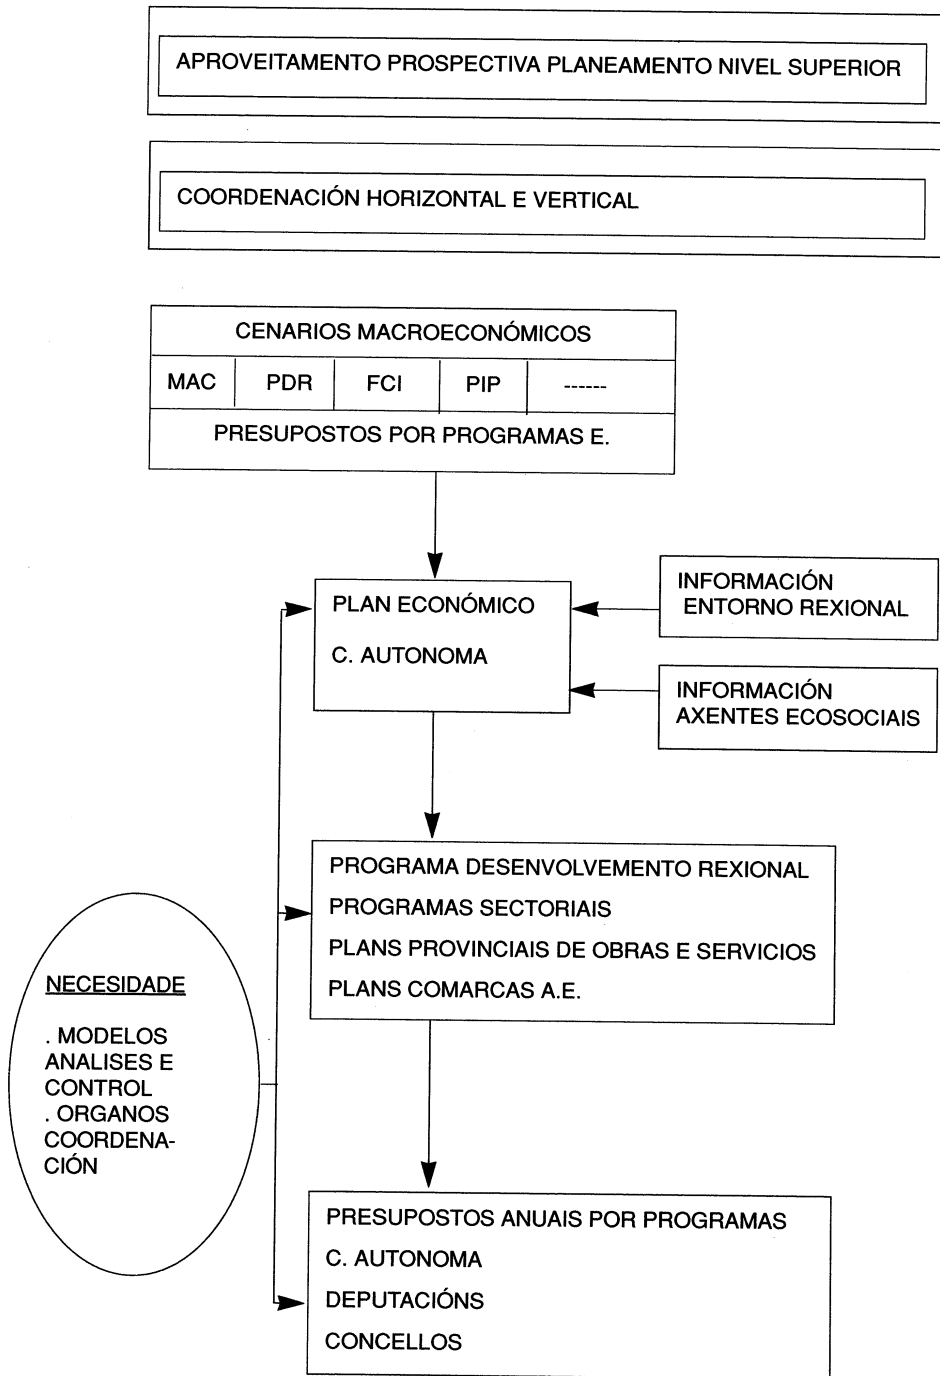 APROVEITAMENTO PROSPECTIVA PLANEAMENTO NIVEL SUPERIOR
COORDENACIÓN HORIZONTAL E VERTICAL
CENARIOS MACROECONÓMICOS
MAC PDR FCI PIP ------
PRESUPOSTOS POR PROGRAMAS E.
PLAN ECONÓMICO
C. AUTONOMA
INFORMACIÓN
ENTORNO REXIONAL
INFORMACIÓN
AXENTES ECOSOCIAIS
PROGRAMA DESENVOLVEMENTO REXIONAL
PROGRAMAS SECTORIAIS
PLANS PROVINCIAIS DE OBRAS E SERVICIOS
PLANS COMARCAS A.E.
NECESIDADE
. MODELOS
ANALISES E
CONTROL
. ORGANOS
COORDENA-
CIÓN
PRESUPOSTOS ANUAIS POR PROGRAMAS
C. AUTONOMA
DEPUTACIÓNS
CONCELLOS